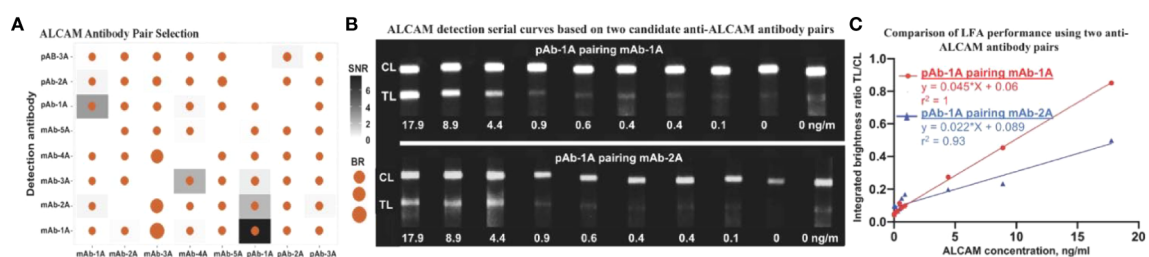 A
ALCAM Antibody Pair Selection
Detection antibody
pAB-3A
pAb-2A
pAb-1A
mAb-5A
mAb-4A
mAb-3A
mAb-2A
mAb-1A
mAb-1A mAb-2A mAb-3A mAb-4A mAb-5A pAb-1A pAb-2A pAb-3A
SNR
8
6
4
2
0
BR
B
ALCAM detection serial curves based on two candidate anti-ALCAM antibody pairs
pAb-1A pairing mAb-1A
CL
TL
17.9 8.9 4.4 0.9 0.6 0.4 0.4 0.1 0 0 ng/m
pAb-1A pairing mAb-2A
CL
TL
17.9 8.9 4.4 0.9 0.6 0.4 0.4 0.1 0 0 ng/m
C
Comparison of LFA performance using two anti-
ALCAM antibody pairs
Integrated brightness ratio TL/CL
1.0
0.8
0.6
0.4
0.2
0.0
pAb-1A pairing mAb-1A
y = 0.045*X + 0.06
r² = 1
pAb-1A pairing mAb-2A
y = 0.022*X + 0.089
r² = 0.93
0 5 10 15 20
ALCAM concentration, ng/ml